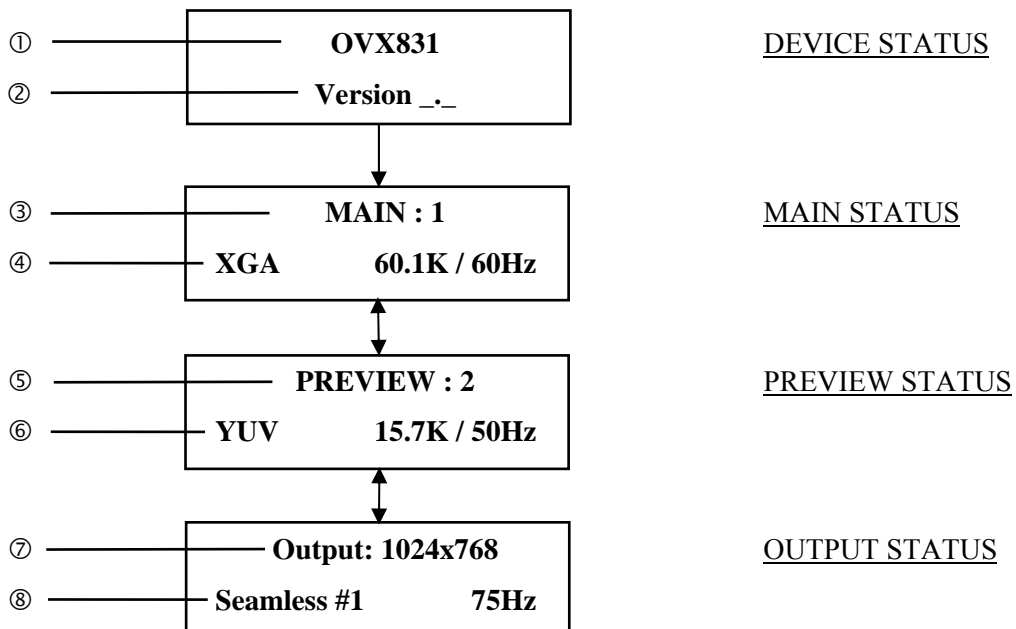 ① OVX831 DEVICE STATUS
② Version _._
③ MAIN : 1 MAIN STATUS
④ XGA 60.1K / 60Hz
⑤ PREVIEW : 2 PREVIEW STATUS
⑥ YUV 15.7K / 50Hz
⑦ Output: 1024x768 OUTPUT STATUS
⑧ Seamless #1 75Hz